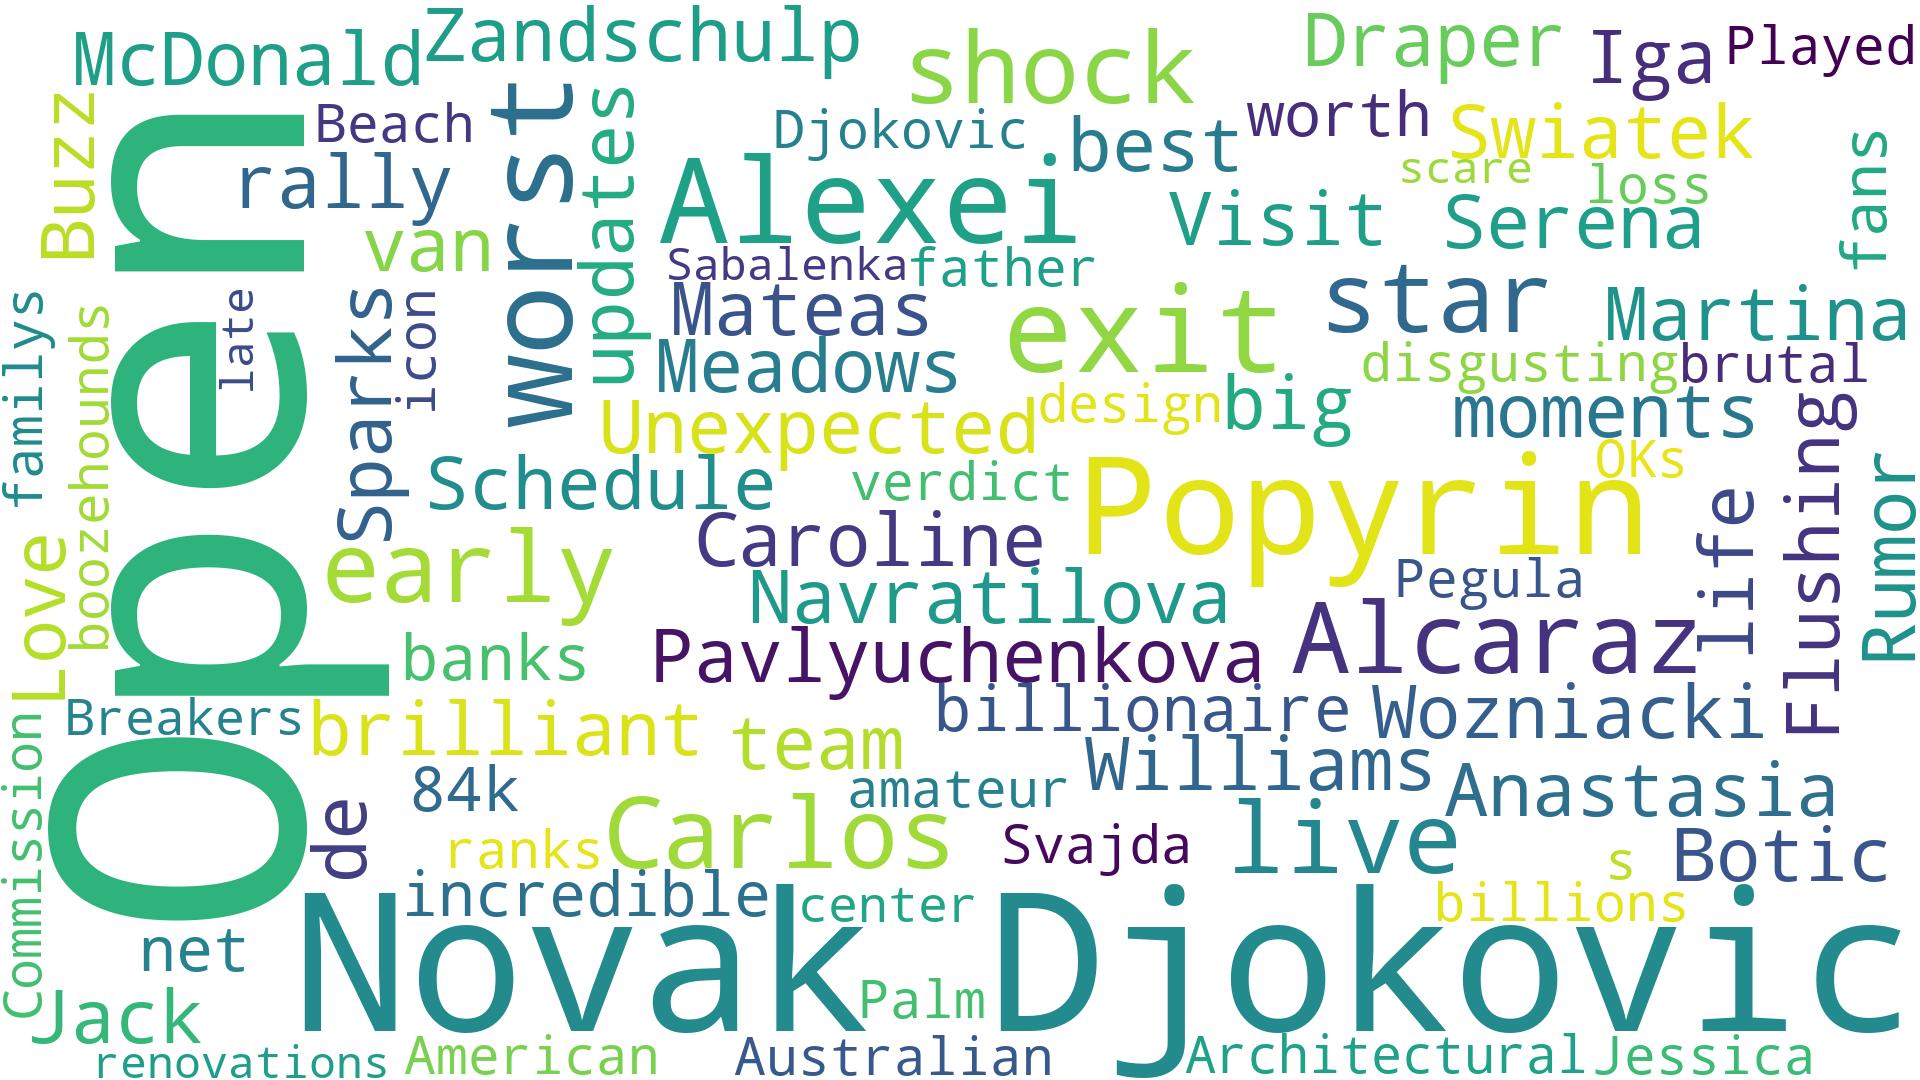 McDonald
Zandschulp
shock
Draper
Iga
Played
Buzz
Open
Beach
worst
updates
Djokovic
best
worth
Swiatek
fans
rally
Alexei
scare
loss
van
Visit
Serena
Sabalenka
father
familys
boozehounds
late
Sparks
icon
Mateas
exit
star
Martina
Meadows
disgusting
brutal
Unexpected
design
big
moments
Flushing
Schedule
verdict
Popyrin
OKs
life
Rumor
Love
early
Caroline
Navratilova
Pegula
banks
Pavlyuchenkova
Alcaraz
Commission
Breakers
brilliant
team
billionaire
Wozniacki
84k
amateur
Williams
Anastasia
de
ranks
Carlos
Svajda
live
s
Botic
incredible
center
billions
net
Novak Djokovic
Jack
Palm
renovations
American
Australian
Architectural
Jessica